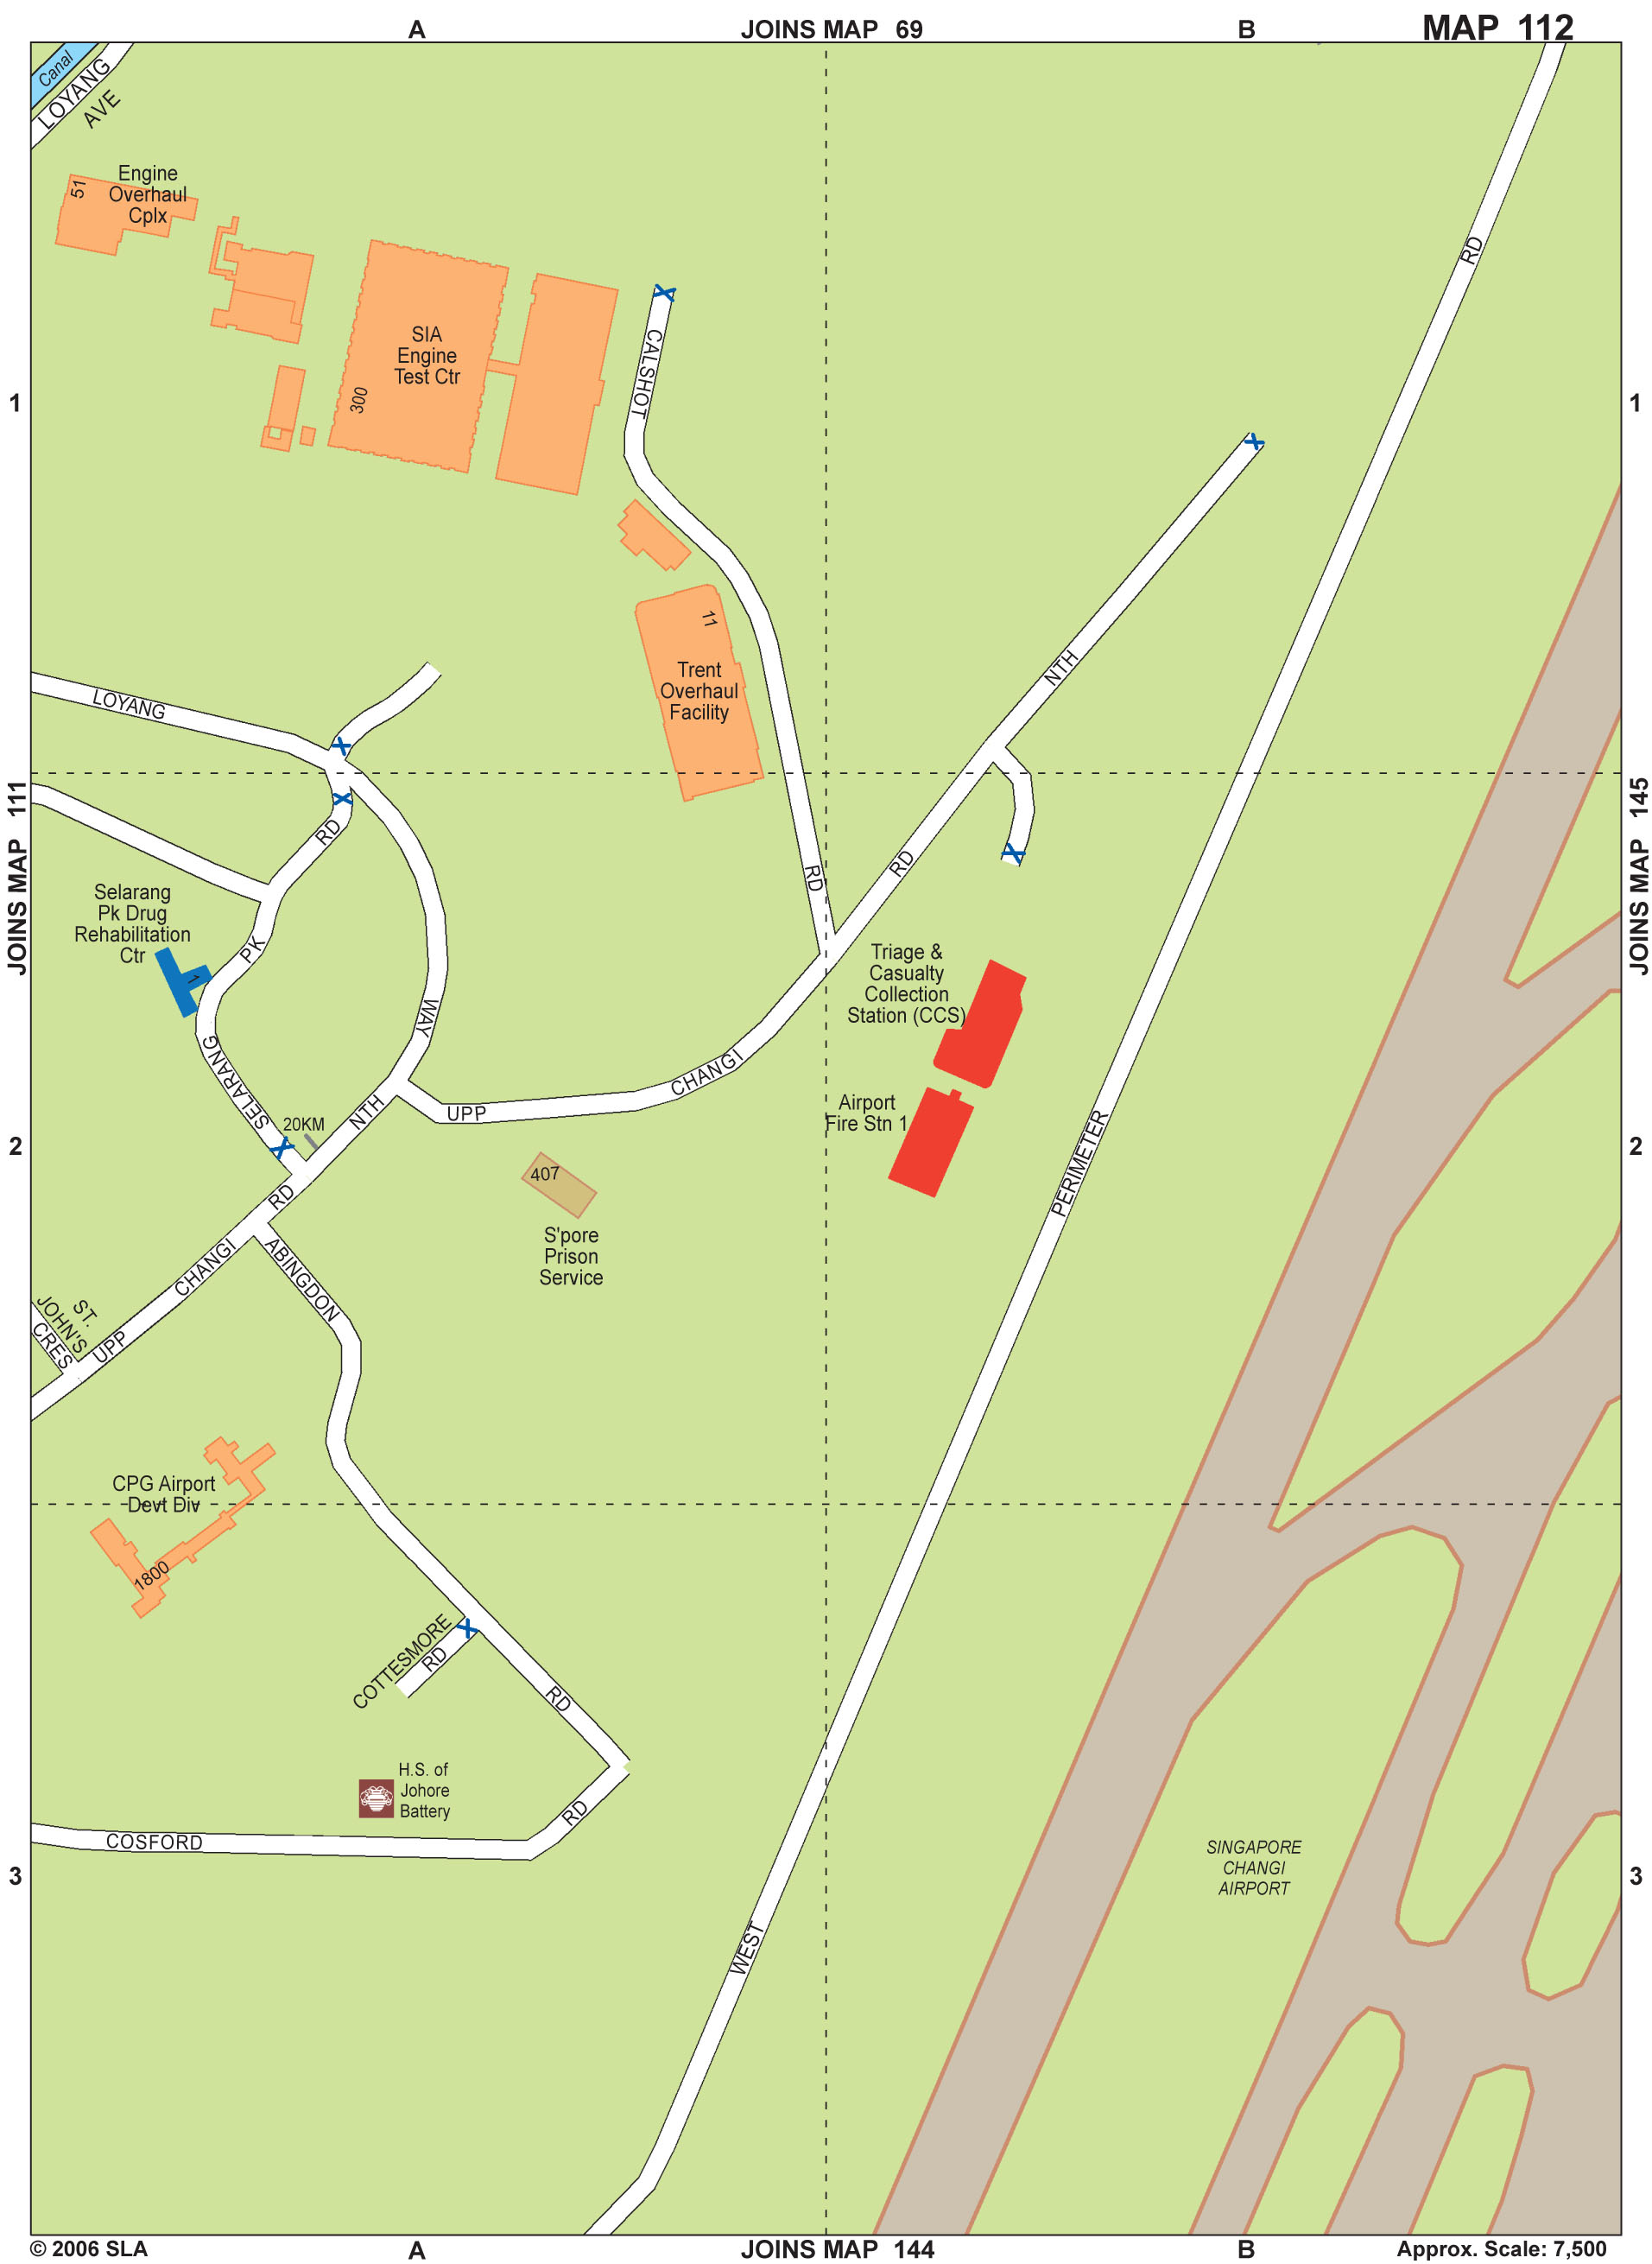 A
JOINS MAP 69
B
MAP 112
Canal
LOYANG
AVE
51
Engine
Overhaul
Cplx
SIA
Engine
Test Ctr
300
CALSHOT
RD
1
1
11
Trent
Overhaul
Facility
NTH
LOYANG
RD
RD
RD
JOINS MAP 111
JOINS MAP 145
Selarang
Pk Drug
Rehabilitation
Ctr
1
PK
WAY
SELARANG
Triage &
Casualty
Collection
Station (CCS)
CHANGI
UPP
NTH
20KM
Airport
Fire Stn 1
PERIMETER
2
2
407
S'pore
Prison
Service
RD
CHANGI
ABINGDON
ST.
JOHN'S
CRES
UPP
CPG Airport
Devt Div
1800
COTTESMORE
RD
RD
H.S. of
Johore
Battery
RD
COSFORD
SINGAPORE
CHANGI
AIRPORT
3
3
WEST
© 2006 SLA
A
JOINS MAP 144
B
Approx. Scale: 7,500